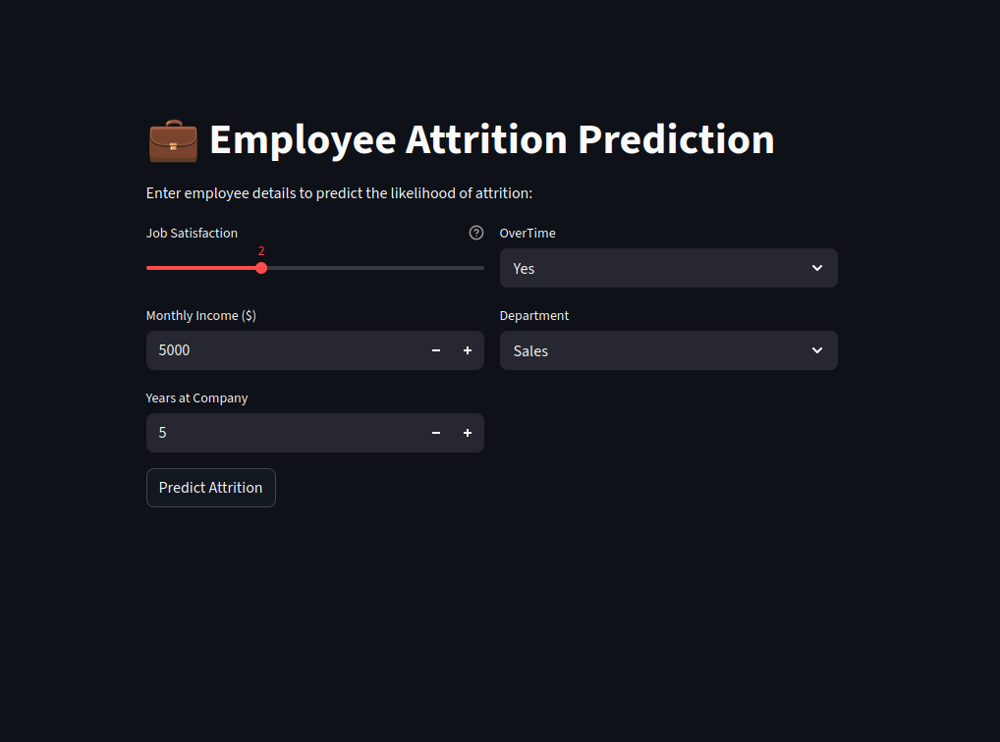 Employee Attrition Prediction
Enter employee details to predict the likelihood of attrition:
Job Satisfaction
2
OverTime
Yes
Monthly Income ($)
5000
Department
Sales
Years at Company
5
Predict Attrition